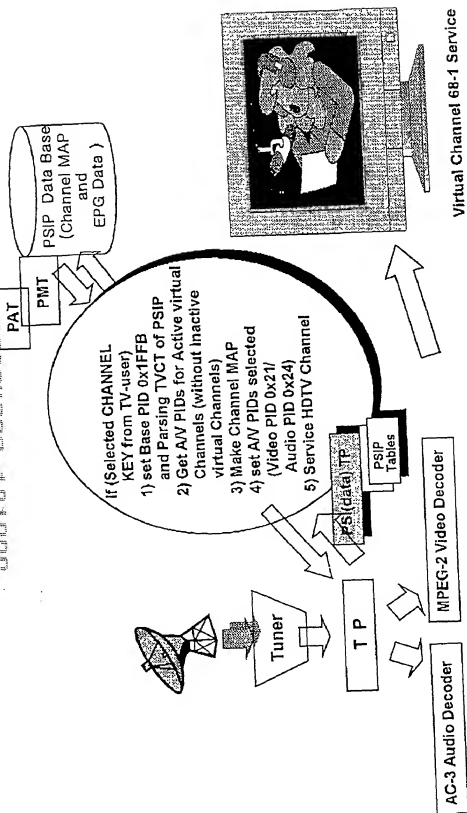 PAT
PMT
PSIP Data Base
(Channel MAP
and
EPG Data )
If (Selected CHANNEL
KEY from TV-user)
1) set Base PID 0x1FFB
and Parsing TVCT of PSIP
2) Get A/V PIDs for Active virtual
Channels (without Inactive
virtual Channels)
3) Make Channel MAP
4) set A/V PIDs selected
(Video PID 0x21/
Audio PID 0x24)
5) Service HDTV Channel
PS (data) TP
PSIP
Tables
Tuner
T P
MPEG-2 Video Decoder
AC-3 Audio Decoder
Virtual Channel 68-1 Service